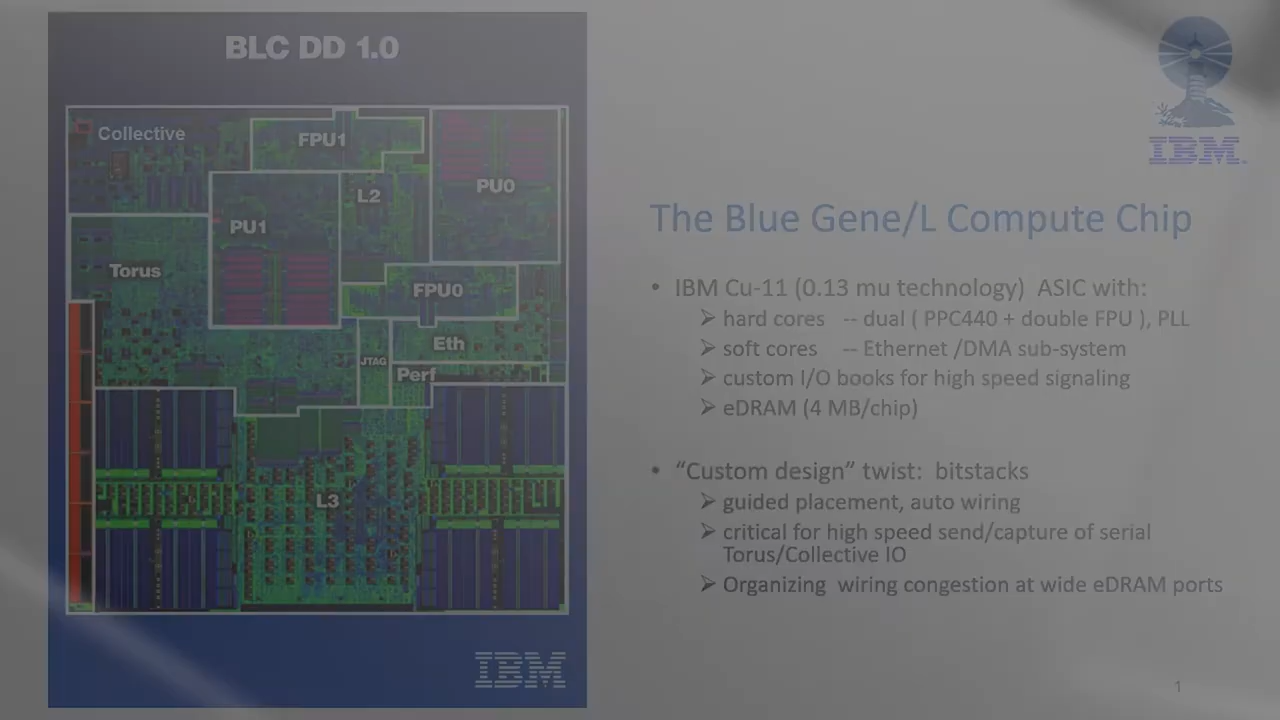 BLC DD 1.0
Collective
FPU1
L2
PU0
PU1
Torus
FPU0
Eth
JTAG
Perf
L3
IBM
IBM
The Blue Gene/L Compute Chip
• IBM Cu-11 (0.13 mu technology) ASIC with:
➢ hard cores -- dual ( PPC440 + double FPU ), PLL
➢ soft cores -- Ethernet /DMA sub-system
➢ custom I/O books for high speed signaling
➢ eDRAM (4 MB/chip)
• “Custom design” twist: bitstacks
➢ guided placement, auto wiring
➢ critical for high speed send/capture of serial
Torus/Collective IO
➢ Organizing wiring congestion at wide eDRAM ports
1